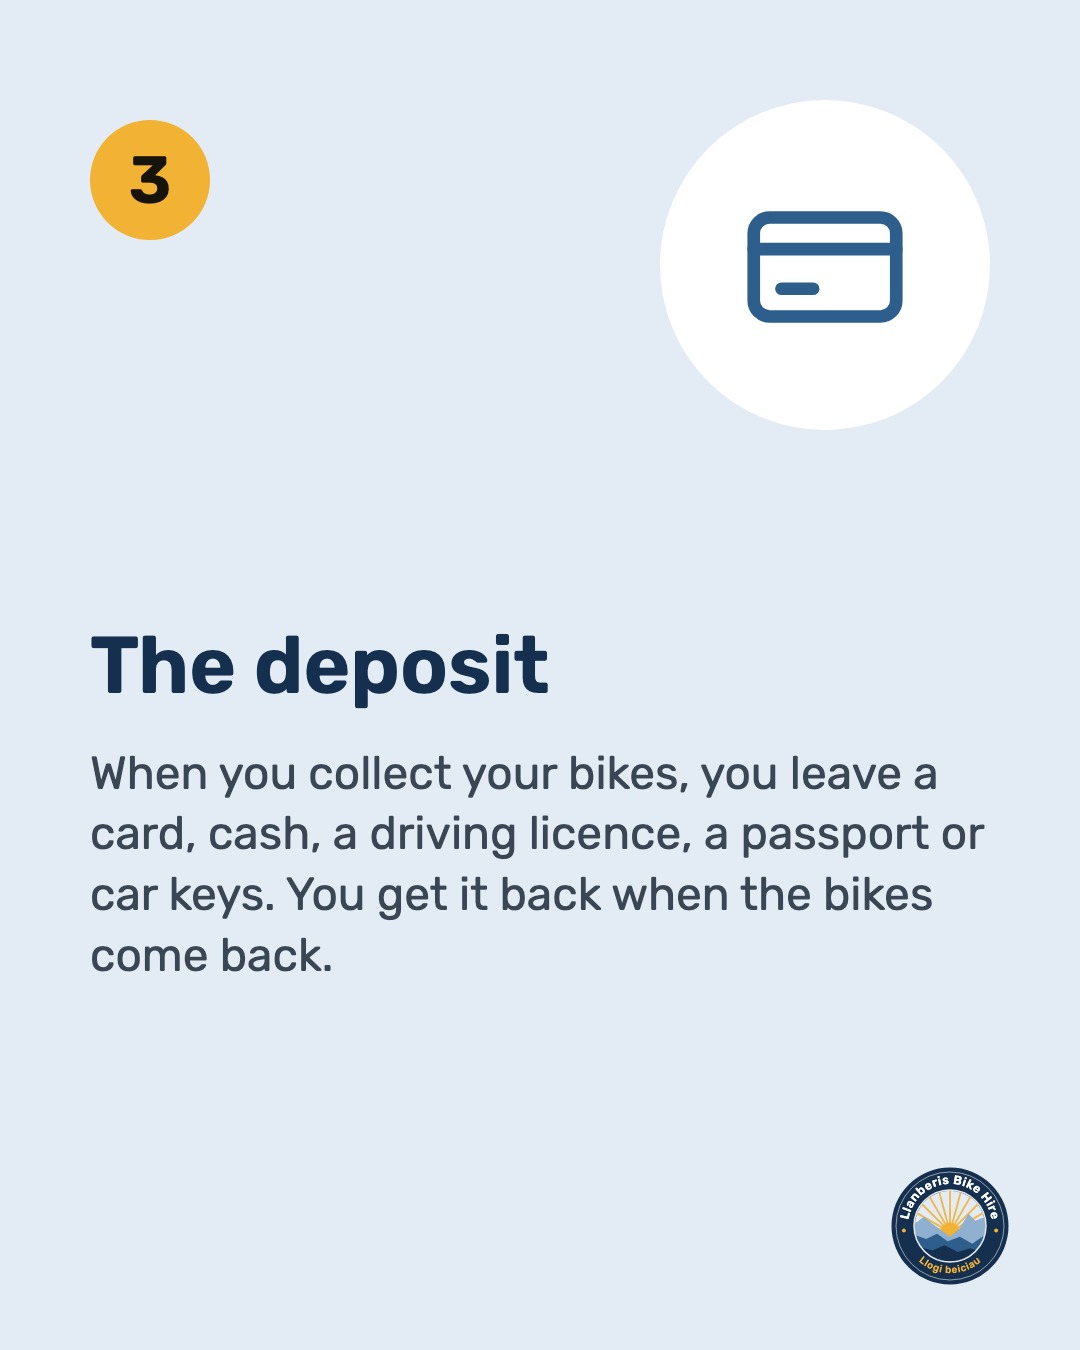 3
The deposit
When you collect your bikes, you leave a
card, cash, a driving licence, a passport or
car keys. You get it back when the bikes
come back.
Llanberis Bike Hire
Llogi beiciau